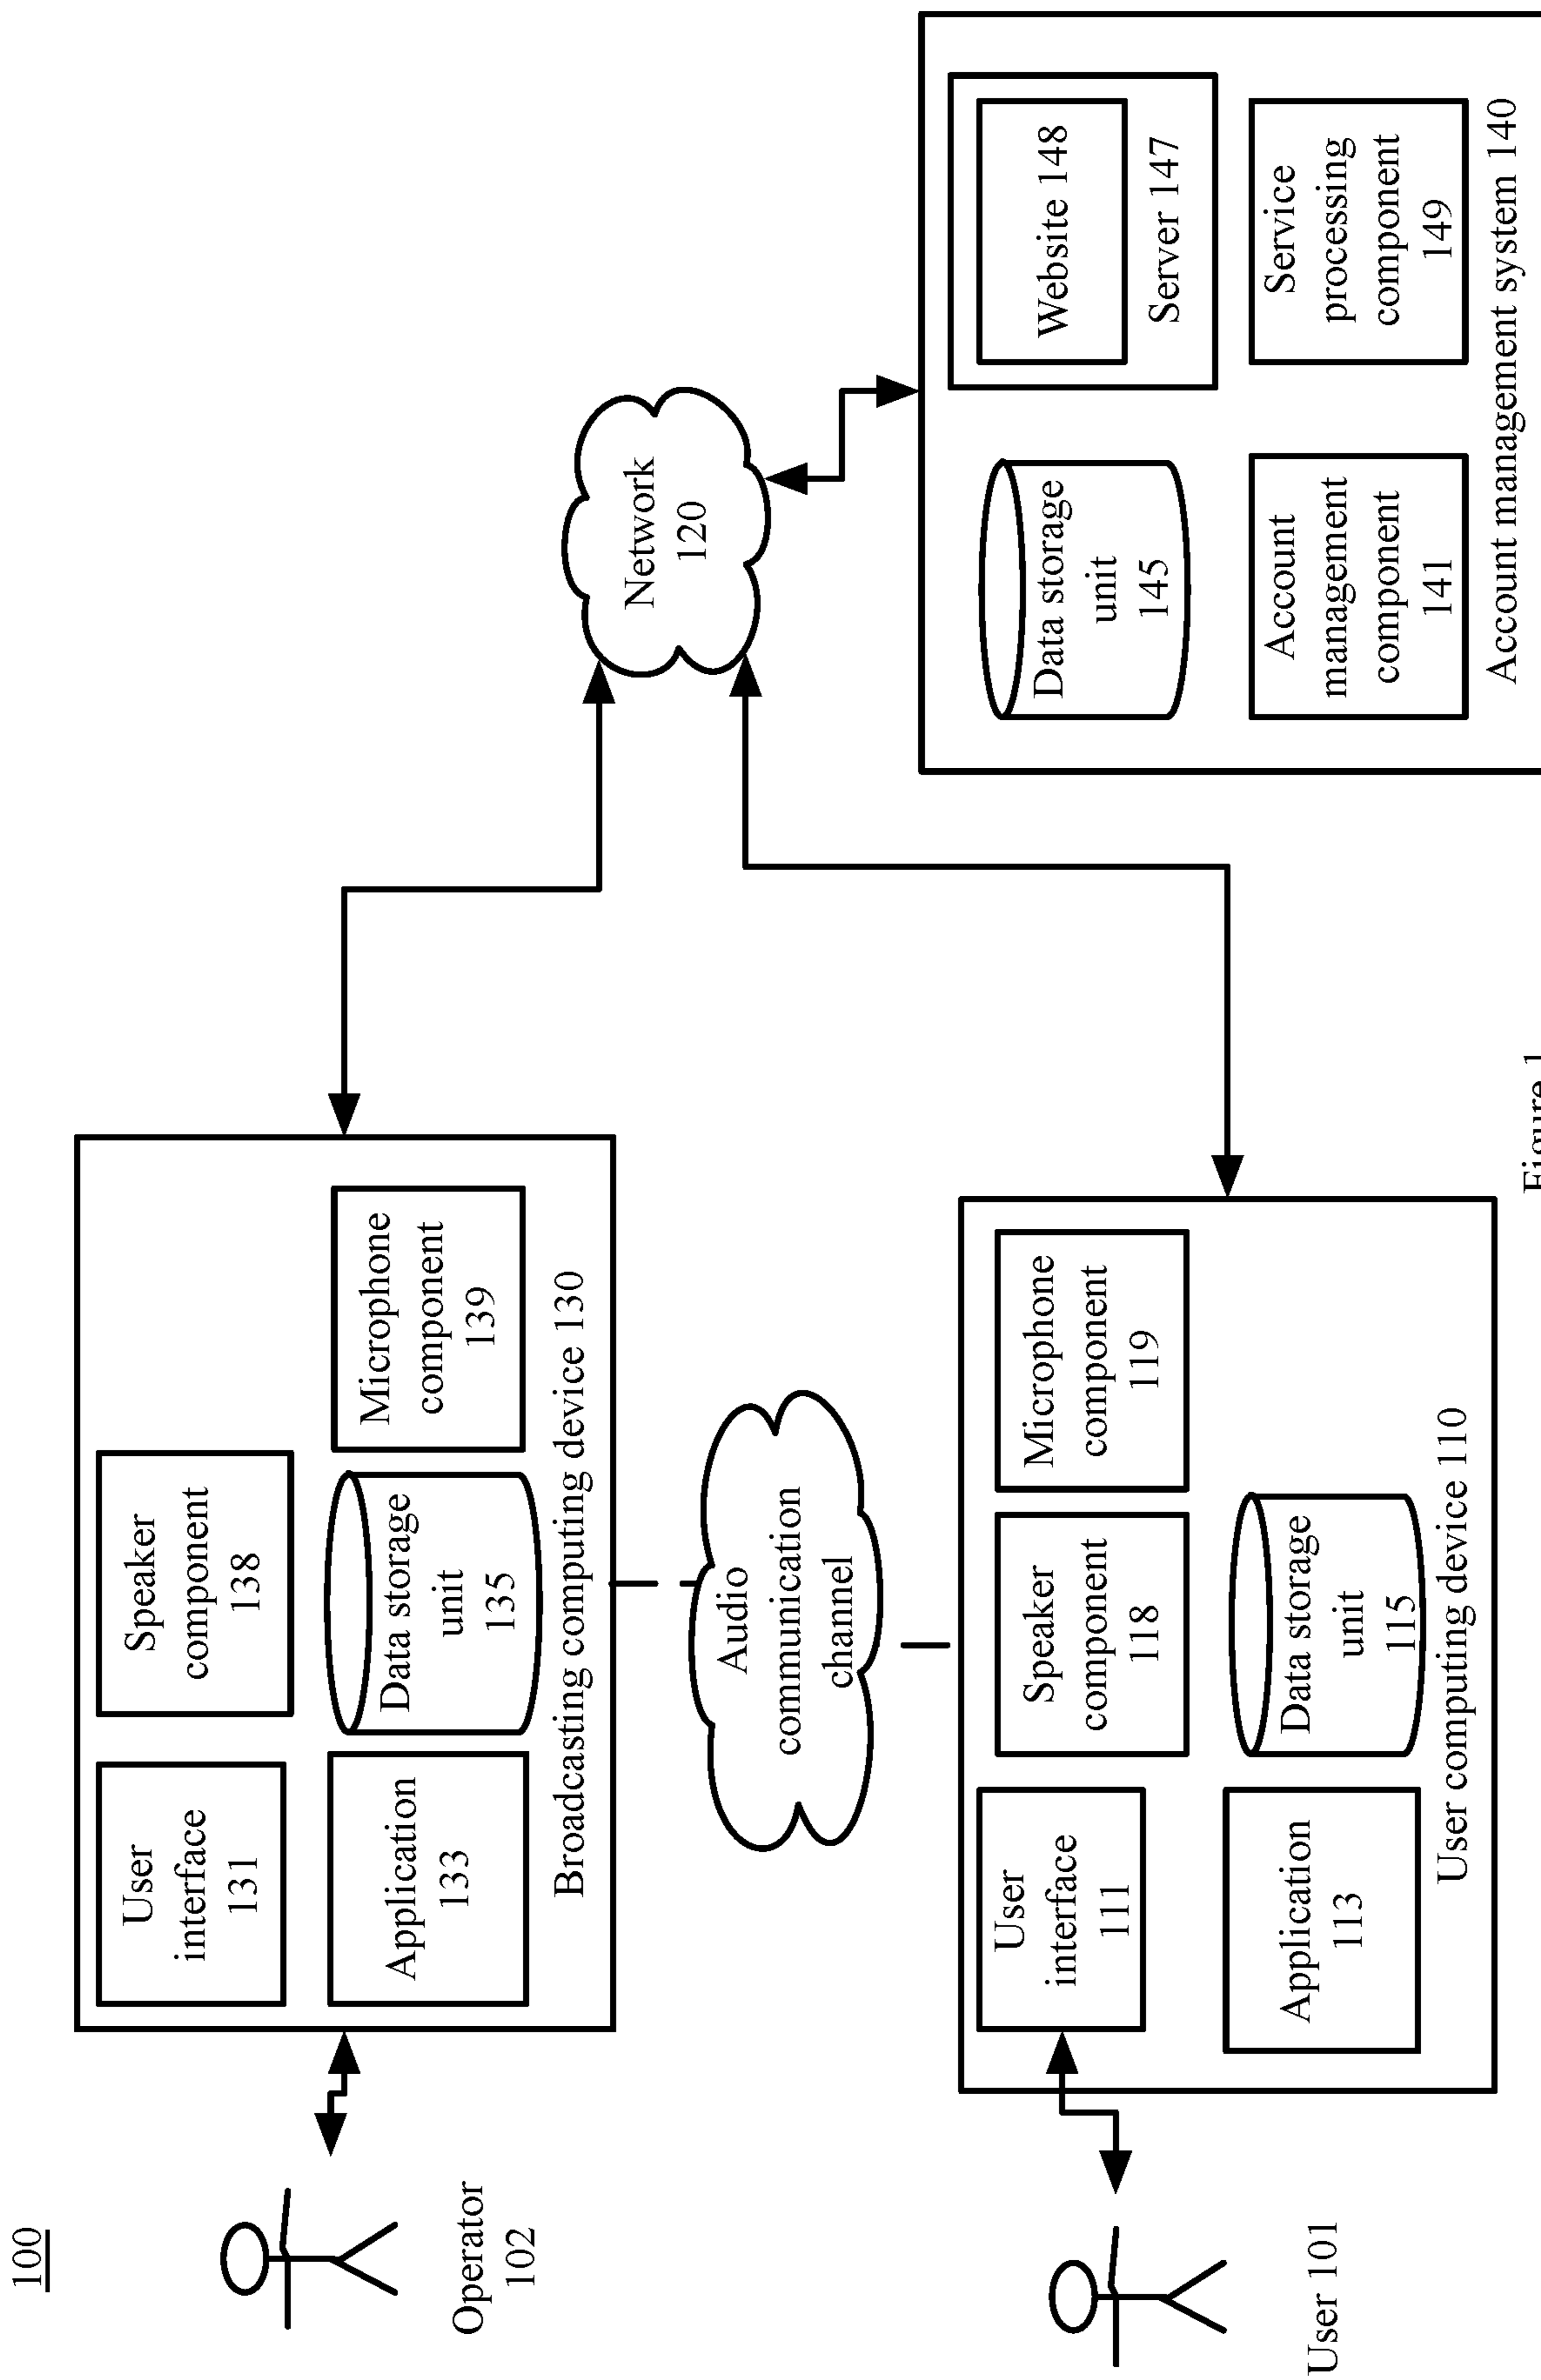 100
Operator
102
User
interface
131
Speaker
component
138
Application
133
Data storage
unit
135
Microphone
component
139
Broadcasting computing device 130
Network
120
Audio
communication
channel
User 101
User
interface
111
Speaker
component
118
Microphone
component
119
Application
113
Data storage
unit
115
User computing device 110
Data storage
unit
145
Website 148
Server 147
Account
management
component
141
Service
processing
component
149
Account management system 140
Figure 1